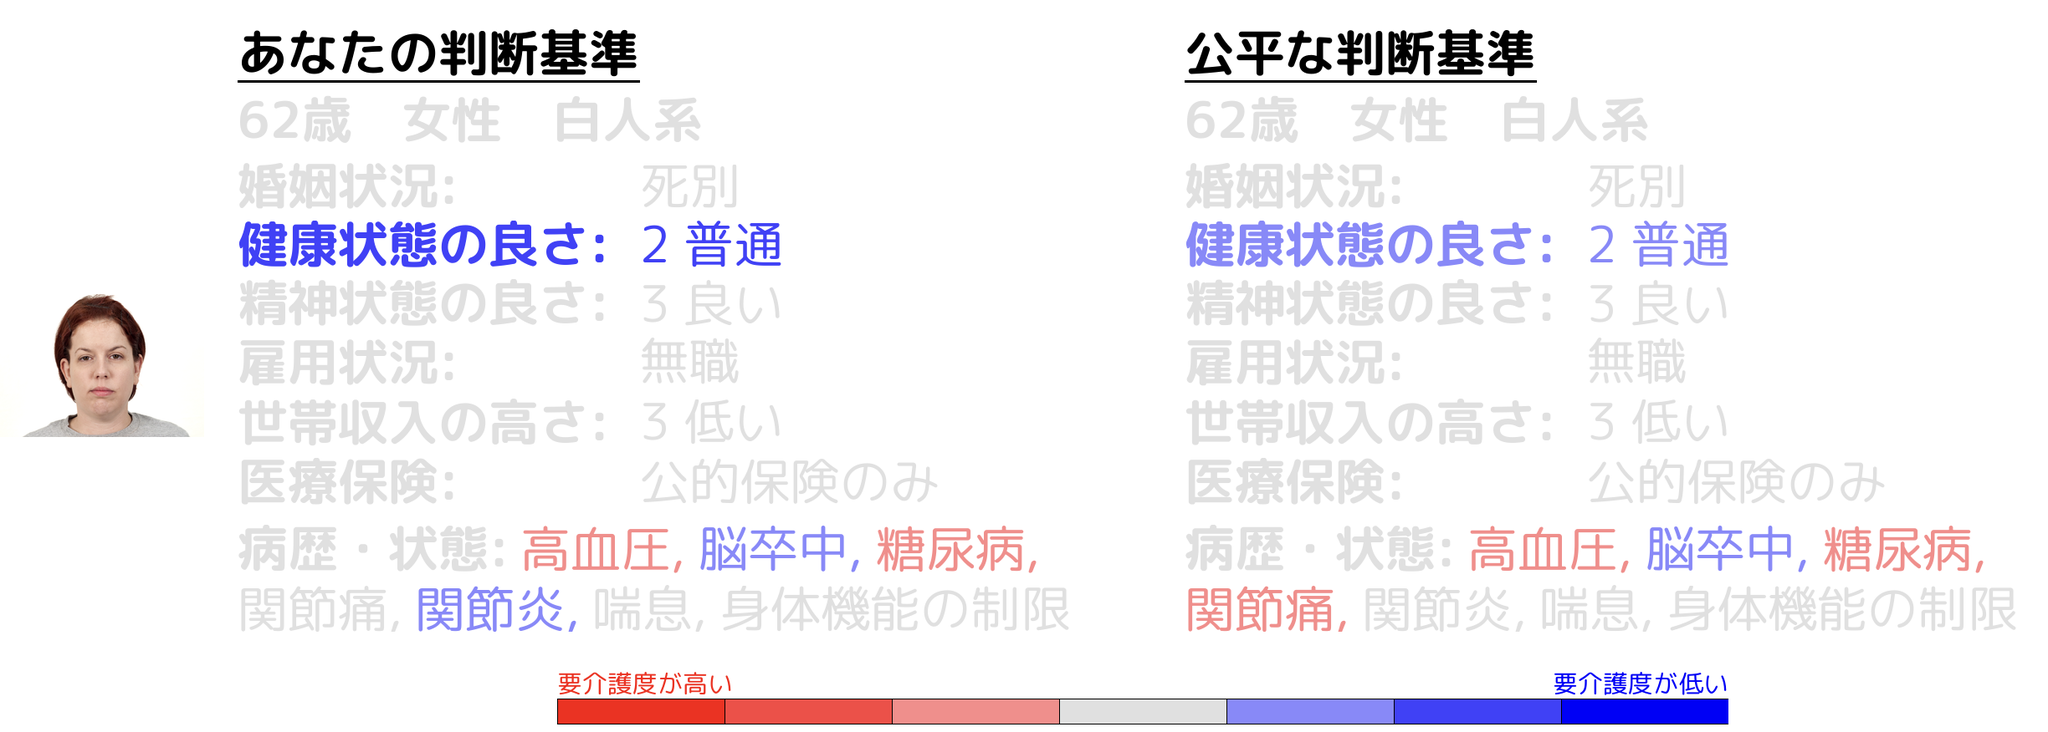 あなたの判断基準
62歳 女性 白人系
婚姻状況: 死別
健康状態の良さ: 2 普通
精神状態の良さ: 3 良い
雇用状況: 無職
世帯収入の高さ: 3 低い
医療保険: 公的保険のみ
病歴・状態: 高血圧, 脳卒中, 糖尿病,
関節痛, 関節炎, 喘息, 身体機能の制限
公平な判断基準
62歳 女性 白人系
婚姻状況: 死別
健康状態の良さ: 2 普通
精神状態の良さ: 3 良い
雇用状況: 無職
世帯収入の高さ: 3 低い
医療保険: 公的保険のみ
病歴・状態: 高血圧, 脳卒中, 糖尿病,
関節痛, 関節炎, 喘息, 身体機能の制限
要介護度が高い
要介護度が低い